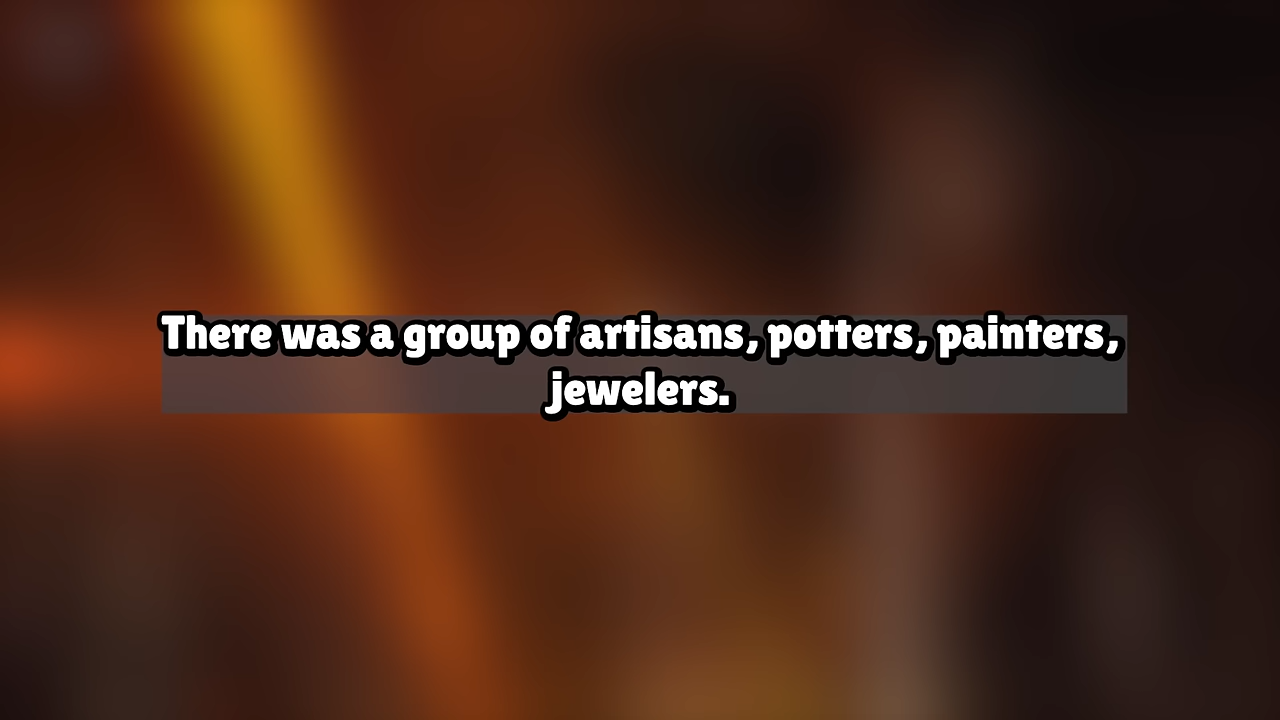 There was a group of artisans, potters, painters,
jewelers.